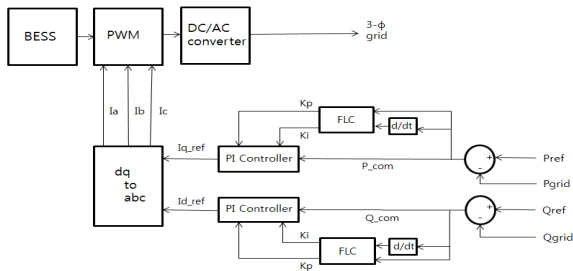 BESS
PWM
DC/AC
converter
3-ф
grid
Ia
Ib
Ic
Kp
Ki
FLC
d/dt
Iq_ref
PI Controller
P_com
+
-
Pref
Pgrid
dq
to
abc
Id_ref
PI Controller
Q_com
+
-
Qref
Qgrid
Ki
Kp
FLC
d/dt